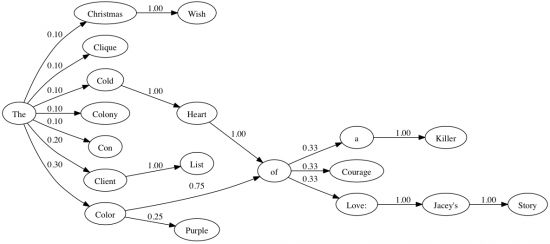 Christmas
1.00
Wish
0.10
Clique
0.10
Cold
0.10
1.00
The
0.10
Colony
Heart
0.10
Con
1.00
0.20
Client
1.00
List
0.30
Color
0.75
0.25
Purple
of
0.33
a
1.00
Killer
0.33
Courage
0.33
Love:
1.00
Jacey's
1.00
Story